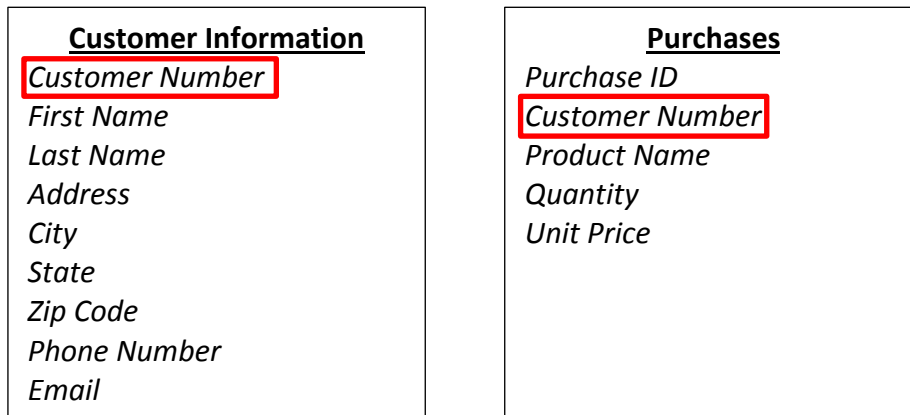 Customer Information
Customer Number
First Name
Last Name
Address
City
State
Zip Code
Phone Number
Email
Purchases
Purchase ID
Customer Number
Product Name
Quantity
Unit Price